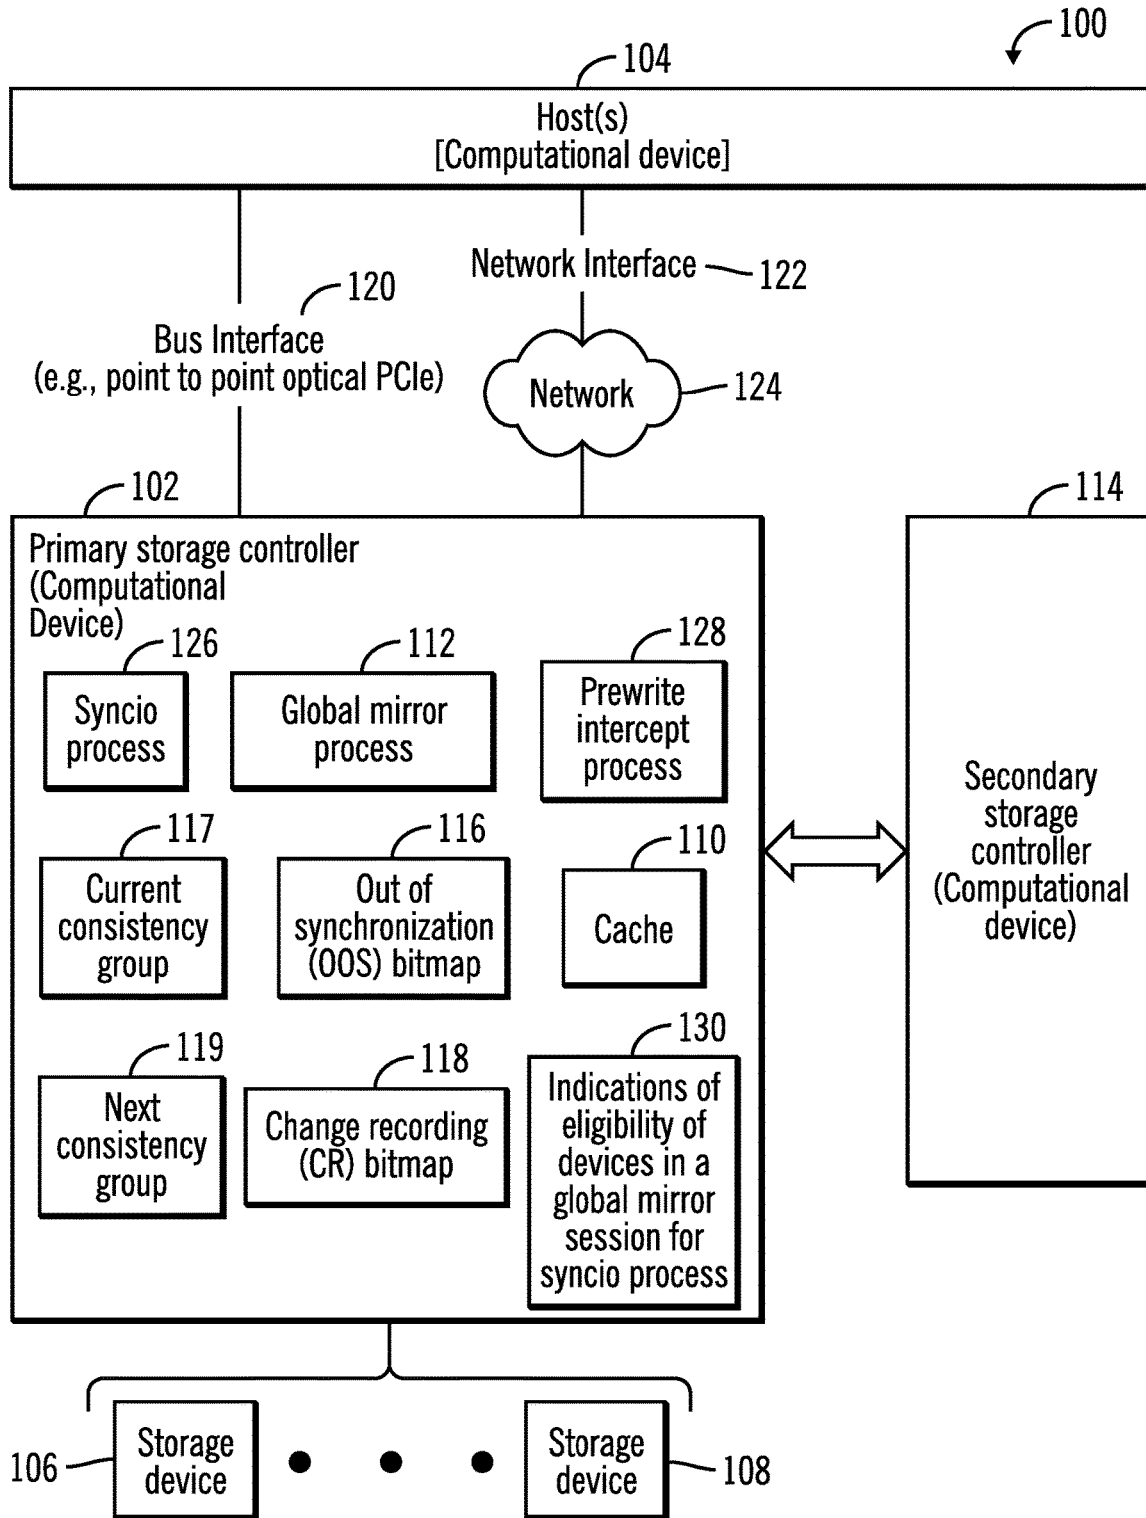 100
104
Host(s)
[Computational device]
Network Interface
122
120
Bus Interface
(e.g., point to point optical PCIe)
Network
124
102
114
Primary storage controller
(Computational
Device)
126
112
128
Syncio
process
Global mirror
process
Prewrite
intercept
process
117
116
110
Current
consistency
group
Out of
synchronization
(OOS) bitmap
Cache
Secondary
storage
controller
(Computational
device)
119
118
130
Next
consistency
group
Change recording
(CR) bitmap
Indications of
eligibility of
devices in a
global mirror
session for
syncio process
106
Storage
device
Storage
device
108